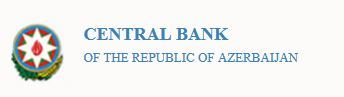 CENTRAL BANK
OF THE REPUBLIC OF AZERBAIJAN